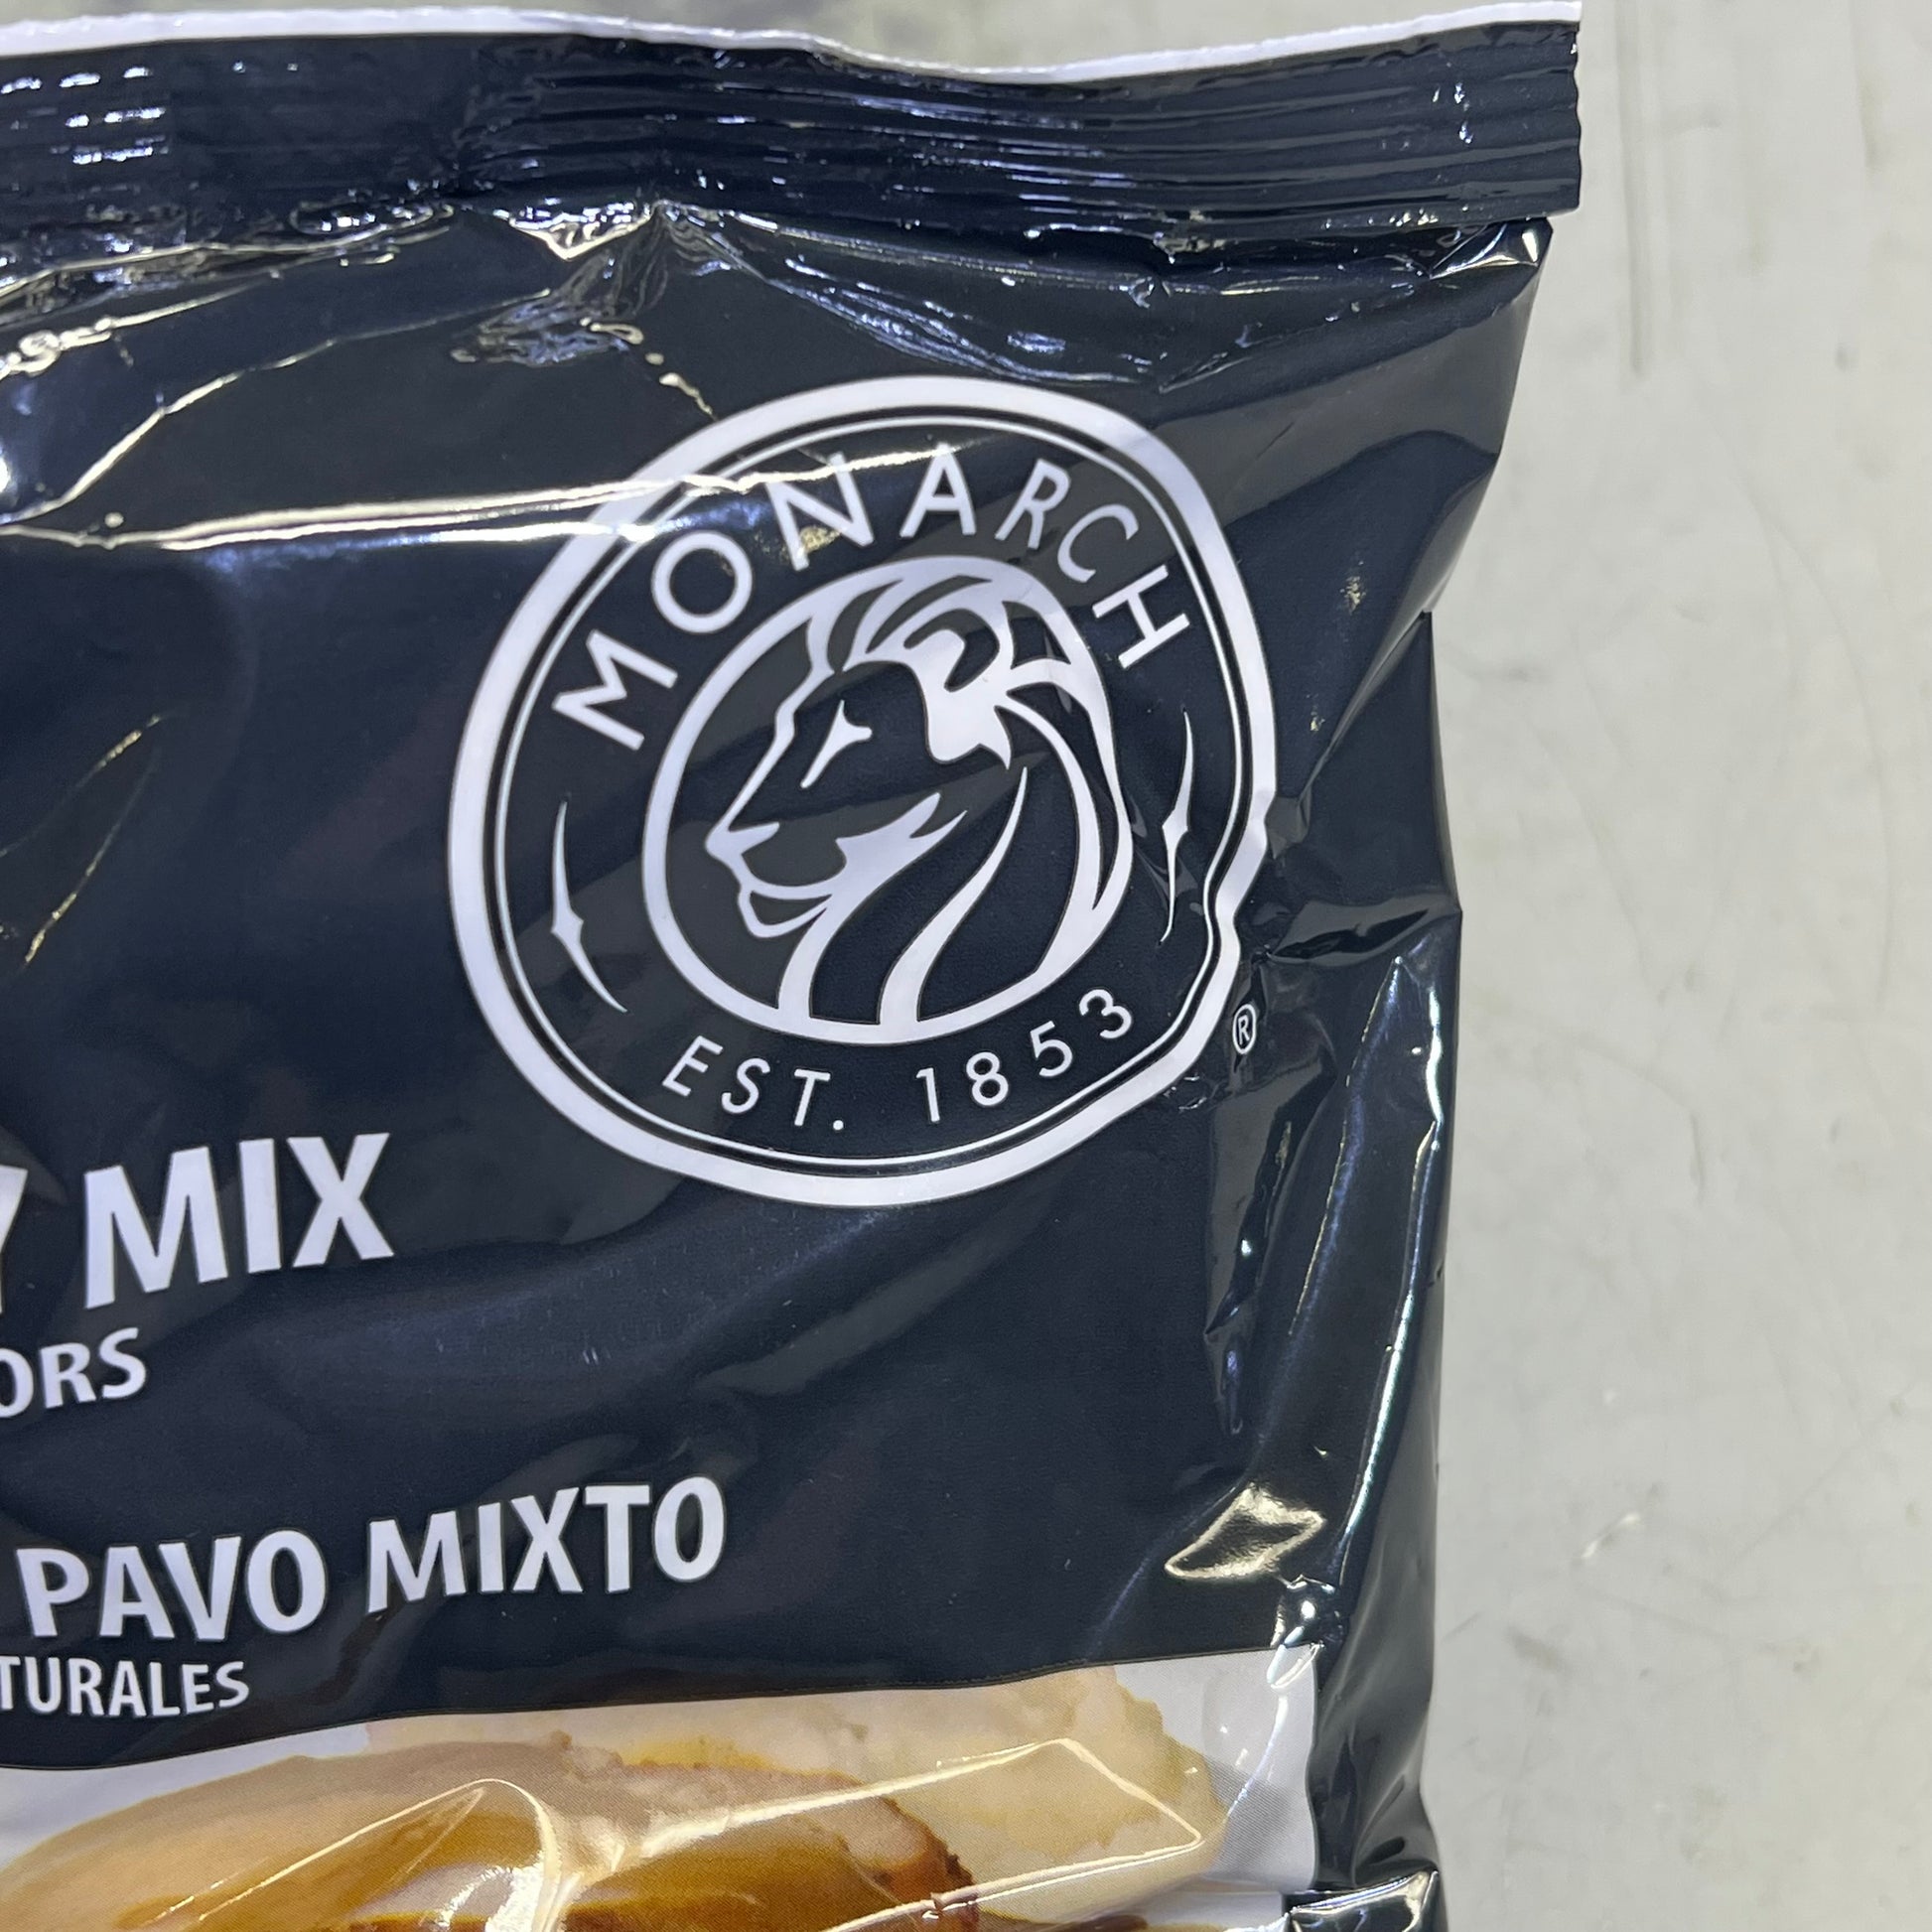 MONARCH
EST. 1853
®
Y MIX
ORS
PAVO MIXTO
TURALES